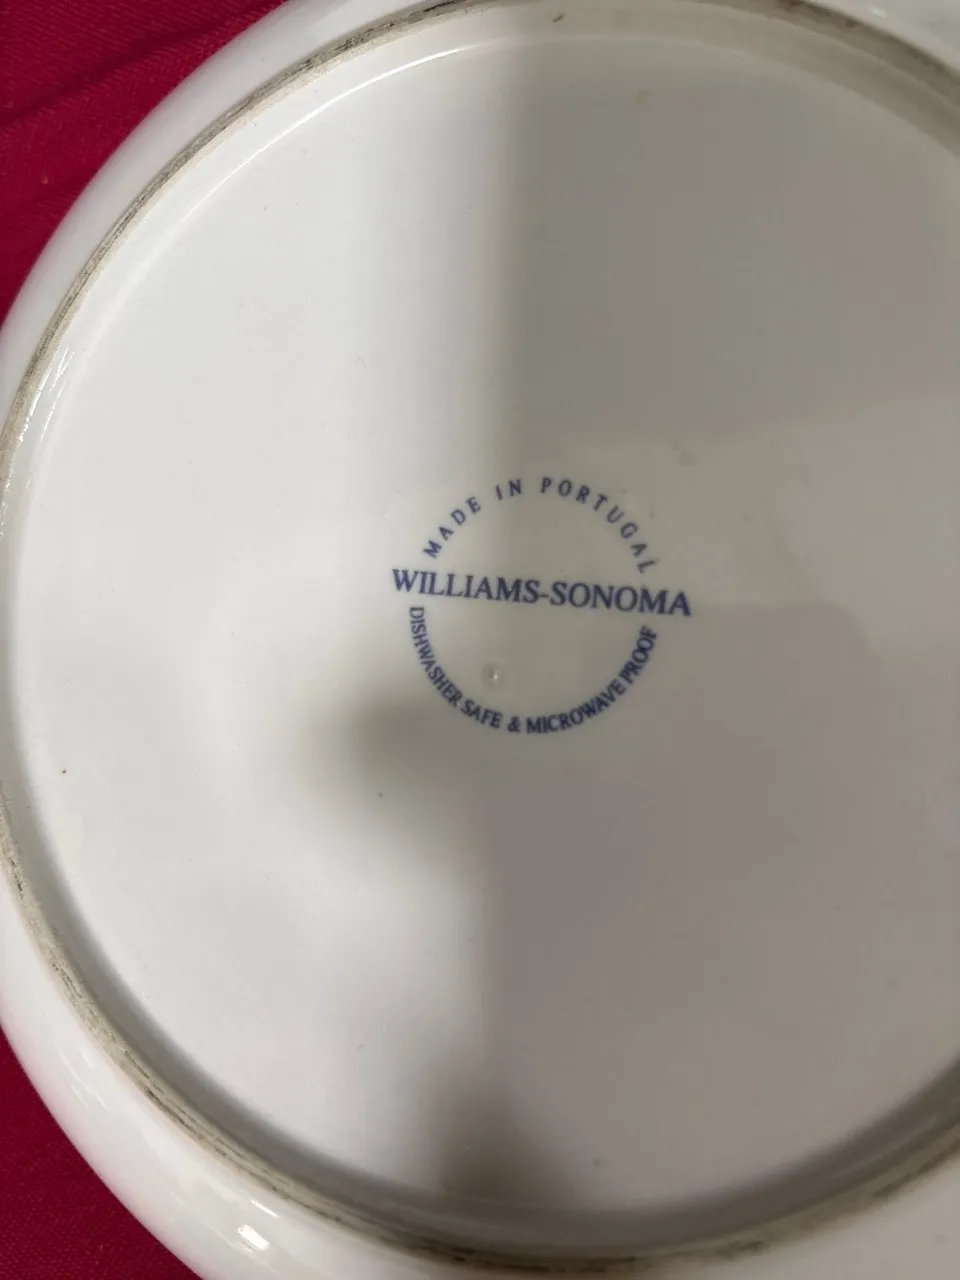 MADE IN PORTUGAL
WILLIAMS-SONOMA
DISHWASHER SAFE & MICROWAVE PROOF